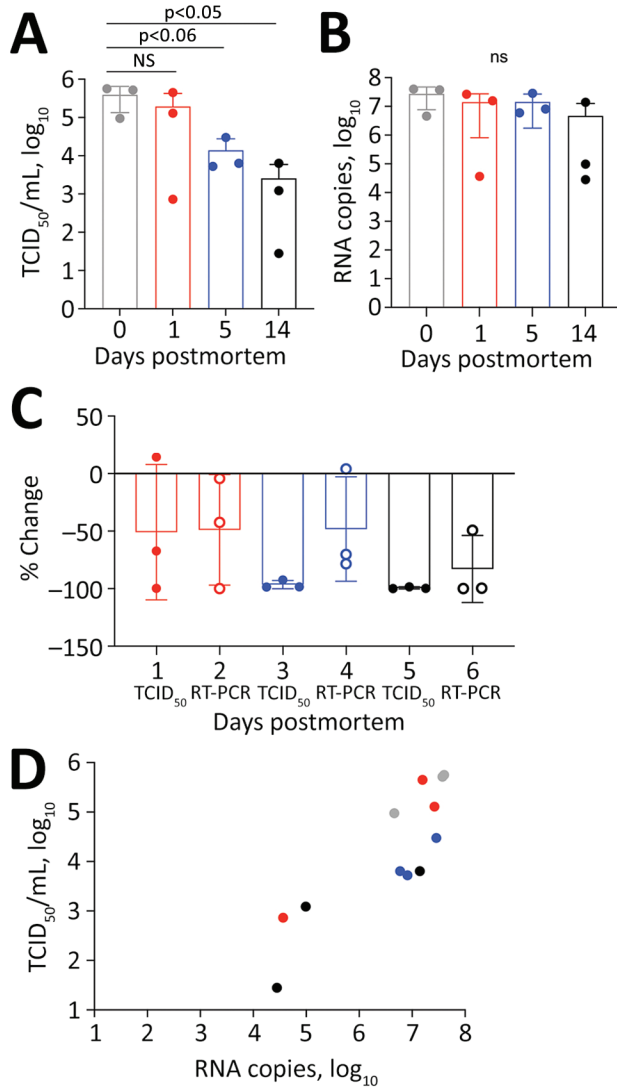 A
p<0.05
p<0.06
NS
TCID50/mL, log10
6
5
4
3
2
1
0
0 1 5 14
Days postmortem
B
ns
RNA copies, log10
8
7
6
5
4
3
2
1
0
0 1 5 14
Days postmortem
C
% Change
50
0
−50
−100
−150
1 2 3 4 5 6
TCID50 RT-PCR TCID50 RT-PCR TCID50 RT-PCR
Days postmortem
D
TCID50/mL, log10
6
5
4
3
2
1
1 2 3 4 5 6 7 8
RNA copies, log10